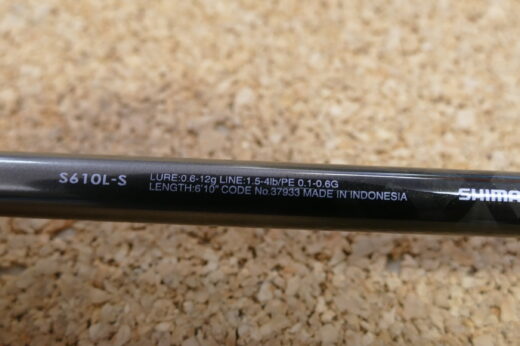 S610L-S
LURE:0.6-12g LINE:1.5-4lb/PE 0.1-0.6G
LENGTH:6'10" CODE No.37933 MADE IN INDONESIA
SHIMA